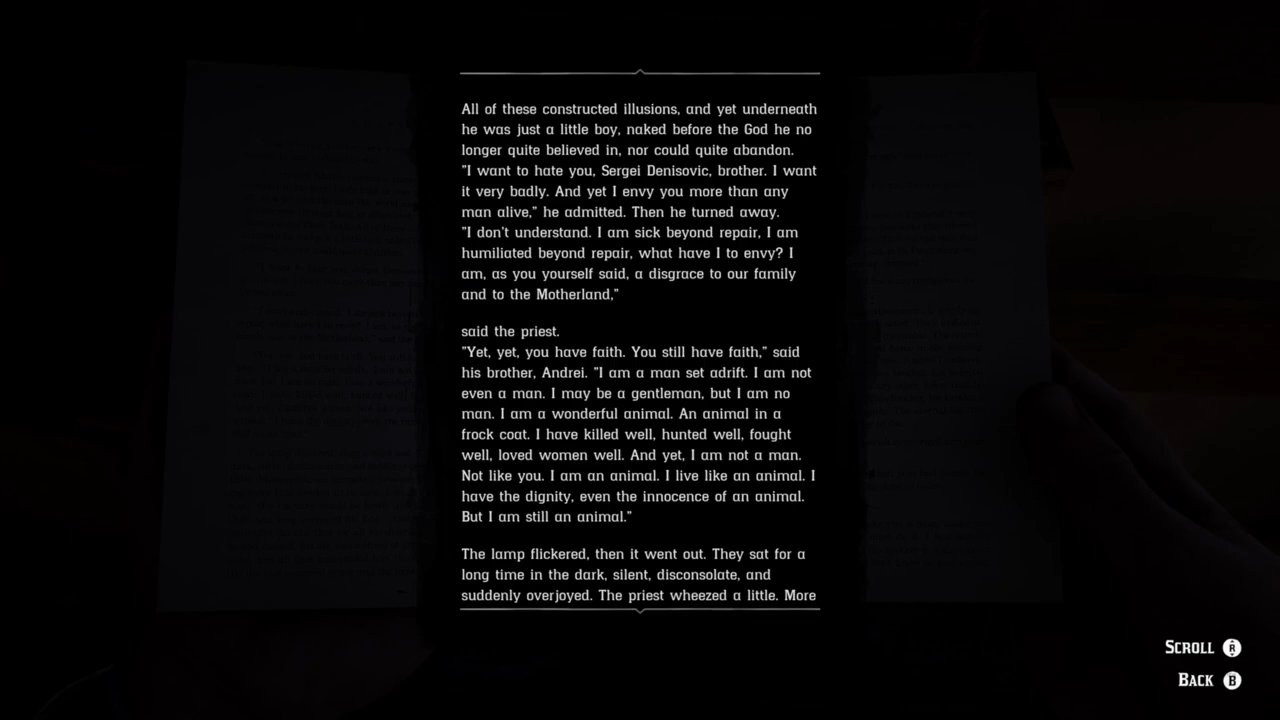 All of these constructed illusions, and yet underneath
he was just a little boy, naked before the God he no
longer quite believed in, nor could quite abandon.
"I want to hate you, Sergei Denisovic, brother. I want
it very badly. And yet I envy you more than any
man alive," he admitted. Then he turned away.
"I don't understand. I am sick beyond repair, I am
humiliated beyond repair, what have I to envy? I
am, as you yourself said, a disgrace to our family
and to the Motherland,"
said the priest.
"Yet, yet, you have faith. You still have faith," said
his brother, Andrei. "I am a man set adrift. I am not
even a man. I may be a gentleman, but I am no
man. I am a wonderful animal. An animal in a
frock coat. I have killed well, hunted well, fought
well, loved women well. And yet, I am not a man.
Not like you. I am an animal. I live like an animal. I
have the dignity, even the innocence of an animal.
But I am still an animal."
The lamp flickered, then it went out. They sat for a
long time in the dark, silent, disconsolate, and
suddenly overjoyed. The priest wheezed a little. More
SCROLL R
BACK B